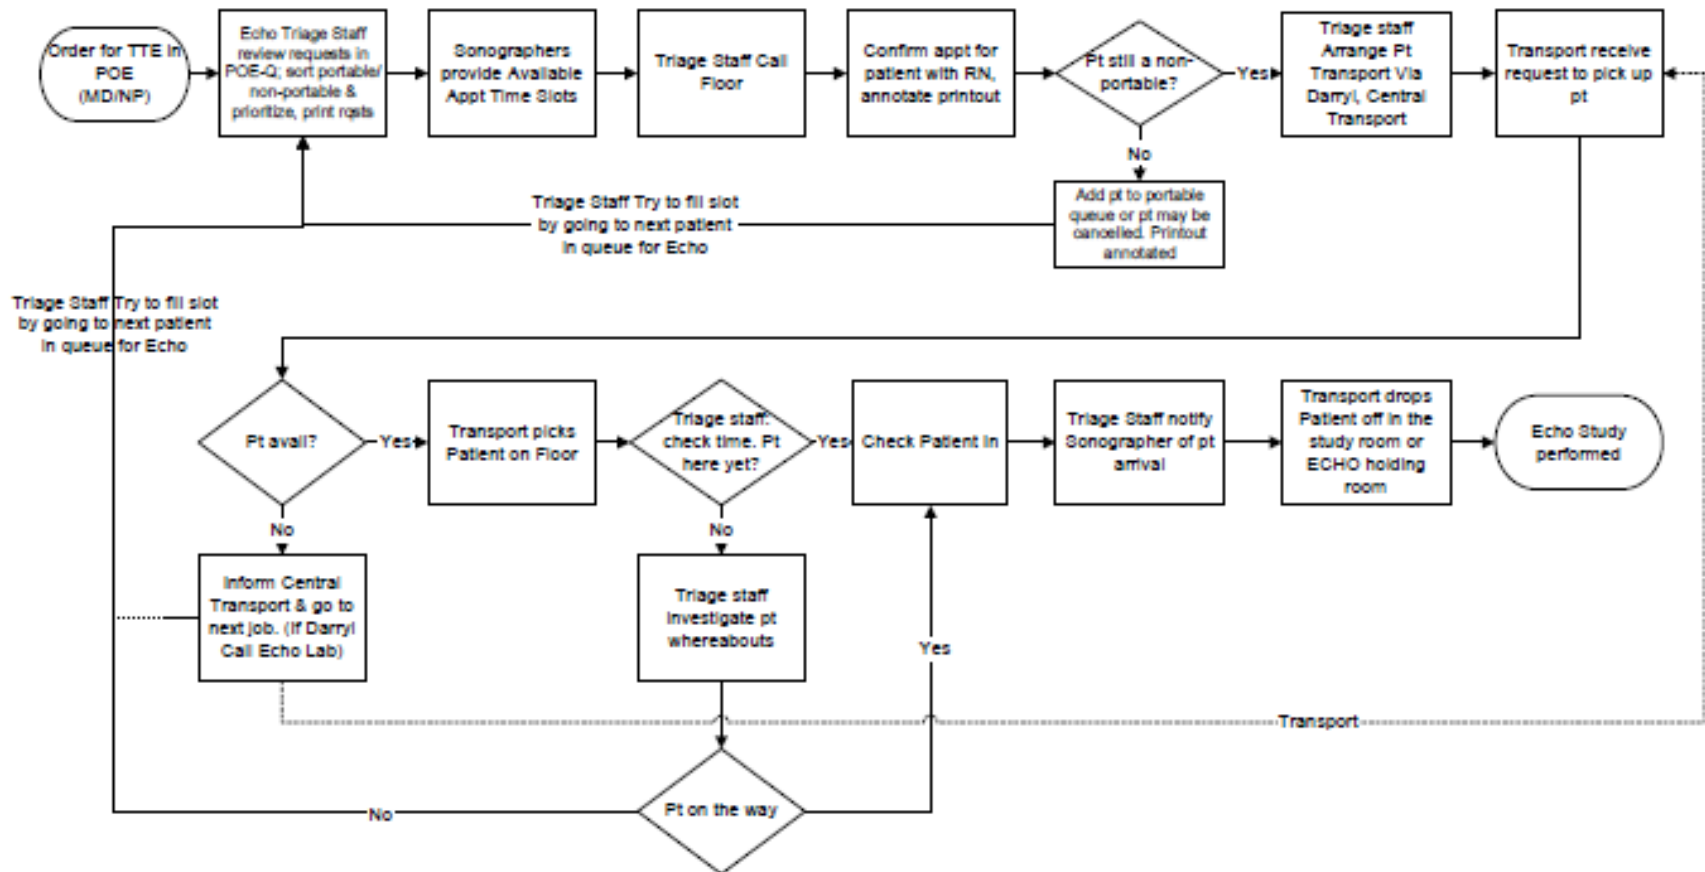 Order for TTE in
POE
(MD/NP)
Echo Triage Staff
review requests in
POE-Q; sort portable/
non-portable &
prioritize, print rqsts
Sonographers
provide Available
Appt Time Slots
Triage Staff Call
Floor
Confirm appt for
patient with RN,
annotate printout
Pt still a non-
portable?
Yes
Triage staff
Arrange Pt
Transport Via
Darryl, Central
Transport
Transport receive
request to pick up
pt
No
Add pt to portable
queue or pt may be
cancelled. Printout
annotated
Triage Staff Try to fill slot
by going to next patient
in queue for Echo
Triage Staff Try to fill slot
by going to next patient
in queue for Echo
Pt avail?
Yes
Transport picks
Patient on Floor
Triage staff:
check time. Pt
here yet?
Yes
Check Patient in
Triage Staff notify
Sonographer of pt
arrival
Transport drops
Patient off in the
study room or
ECHO holding
room
Echo Study
performed
No
Inform Central
Transport & go to
next job. (If Darryl
Call Echo Lab)
No
Triage staff
investigate pt
whereabouts
Yes
Transport
Pt on the way
No